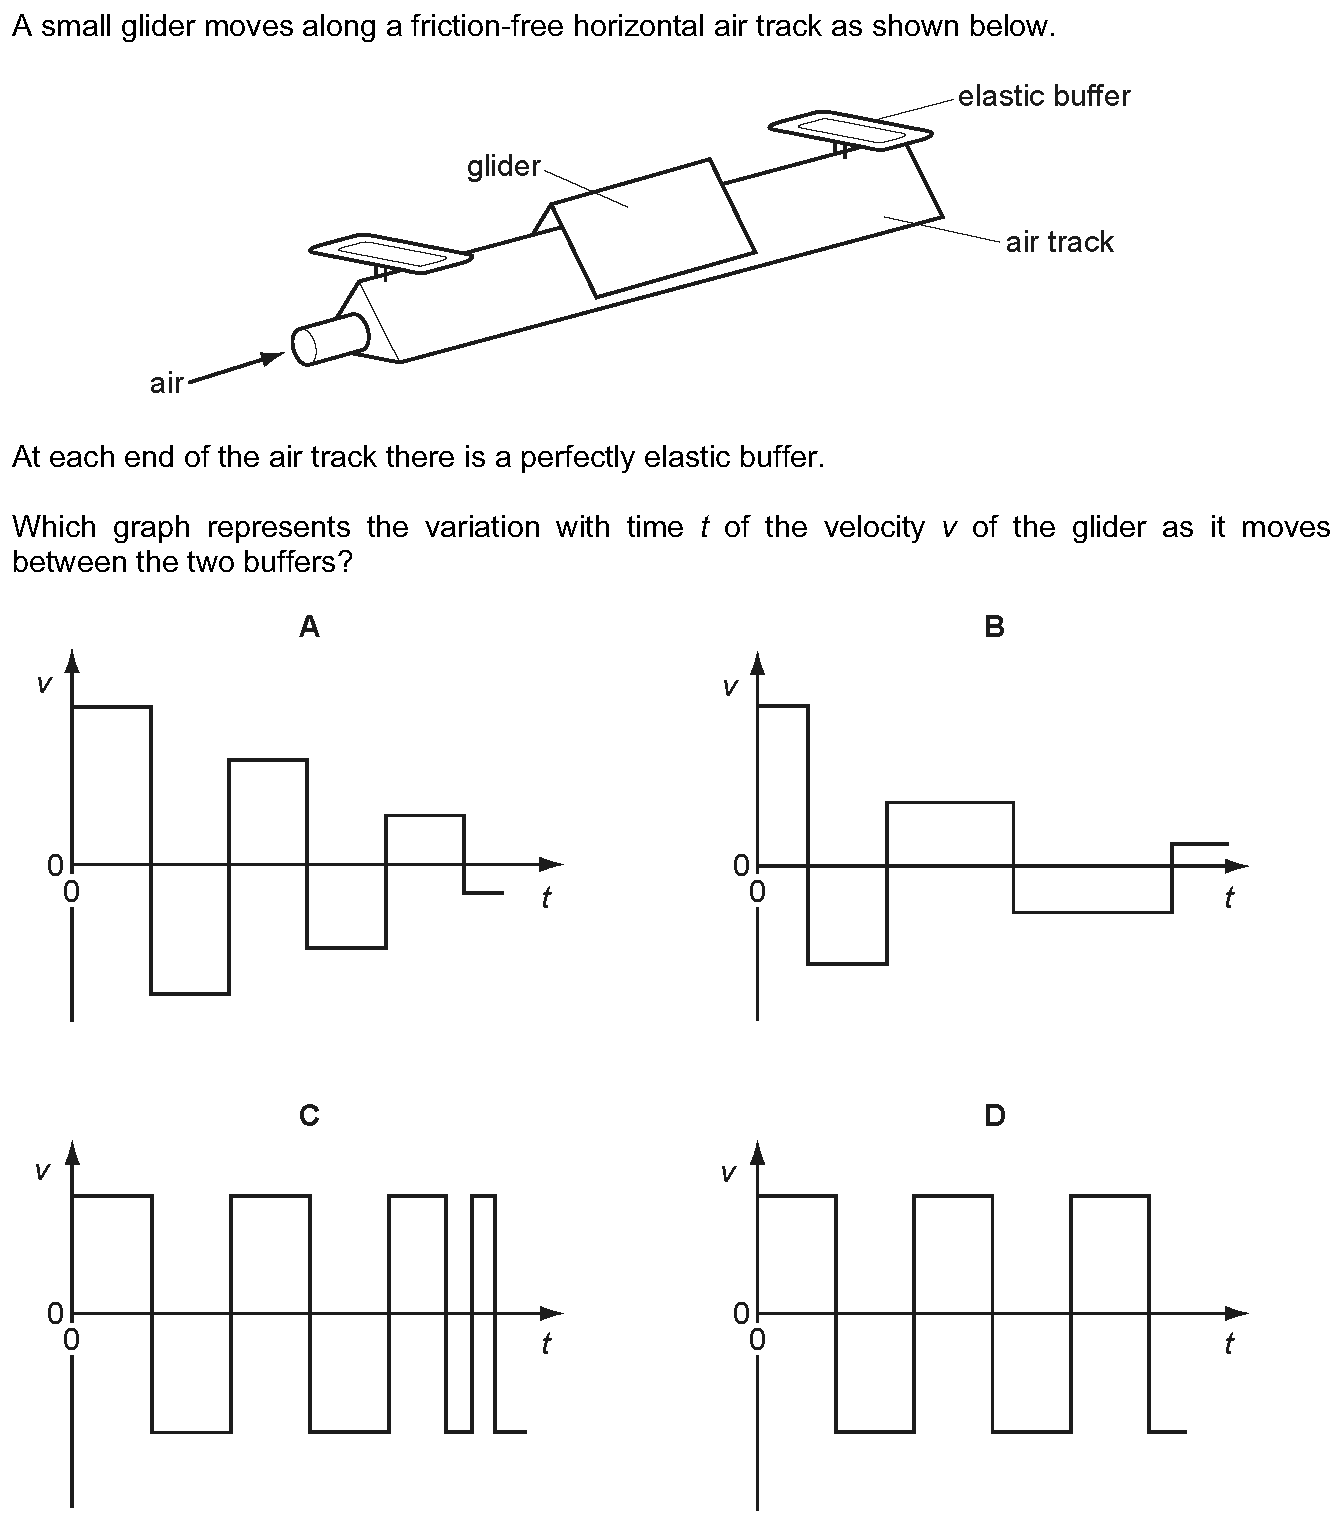 A small glider moves along a friction-free horizontal air track as shown below.
elastic buffer
glider
air track
air
At each end of the air track there is a perfectly elastic buffer.
Which graph represents the variation with time t of the velocity v of the glider as it moves
between the two buffers?
A
B
v
v
0
0
0
t
0
t
C
D
v
v
0
0
0
t
0
t